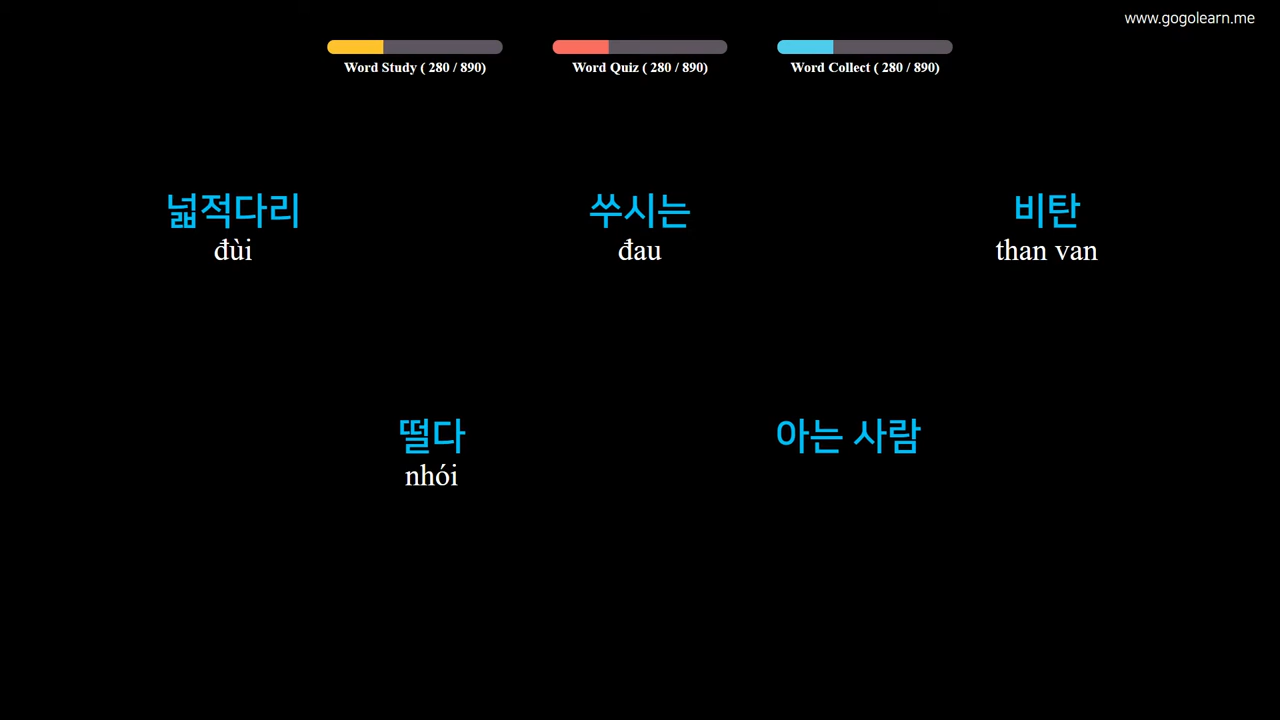 www.gogolearn.me
Word Study ( 280 / 890)
Word Quiz ( 280 / 890)
Word Collect ( 280 / 890)
넓적다리
đùi
쑤시는
đau
비탄
than van
떨다
nhói
아는 사람